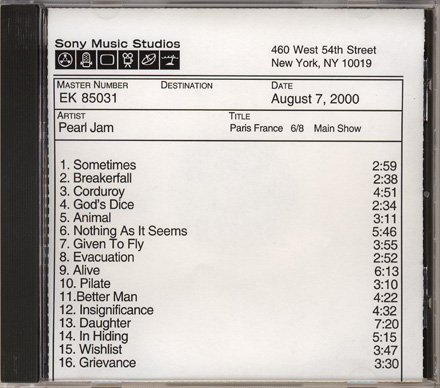 Sony Music Studios
460 West 54th Street
New York, NY 10019
MASTER NUMBER DESTINATION DATE
EK 85031 August 7, 2000
ARTIST TITLE
Pearl Jam Paris France 6/8 Main Show
1. Sometimes 2:59
2. Breakerfall 2:38
3. Corduroy 4:51
4. God's Dice 2:34
5. Animal 3:11
6. Nothing As It Seems 5:46
7. Given To Fly 3:55
8. Evacuation 2:52
9. Alive 6:13
10. Pilate 3:10
11.Better Man 4:22
12. Insignificance 4:32
13. Daughter 7:20
14. In Hiding 5:15
15. Wishlist 3:47
16. Grievance 3:30